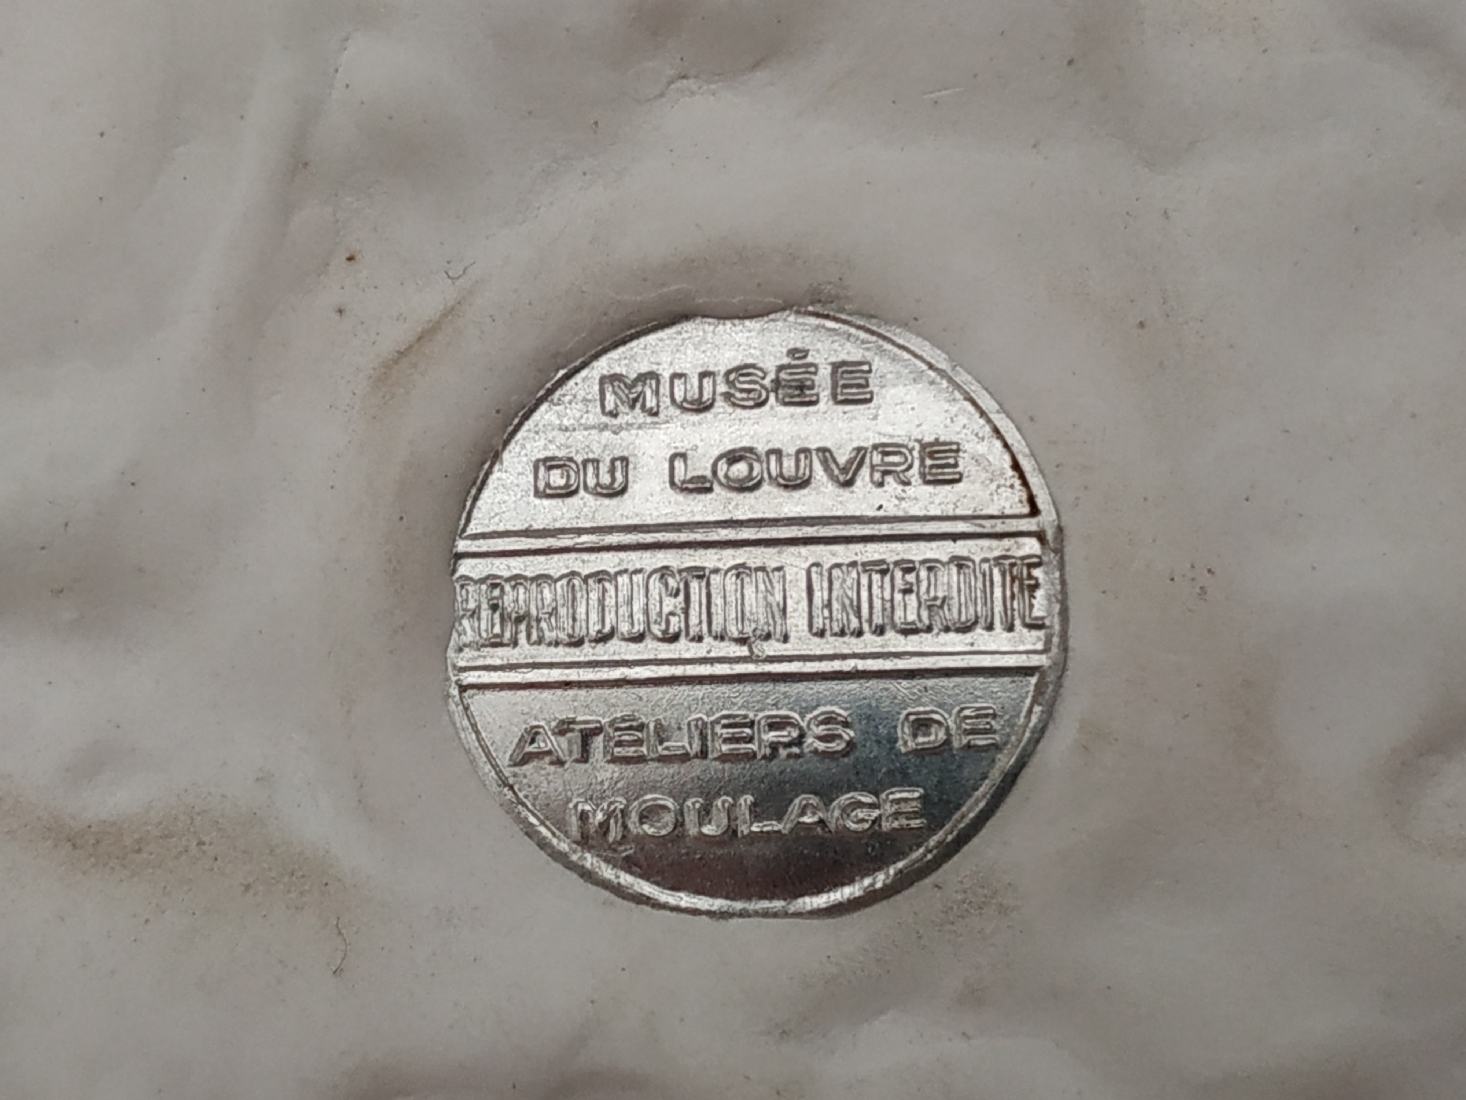 MUSÉE
DU LOUVRE
REPRODUCTION INTERDITE
ATELIERS DE
MOULAGE